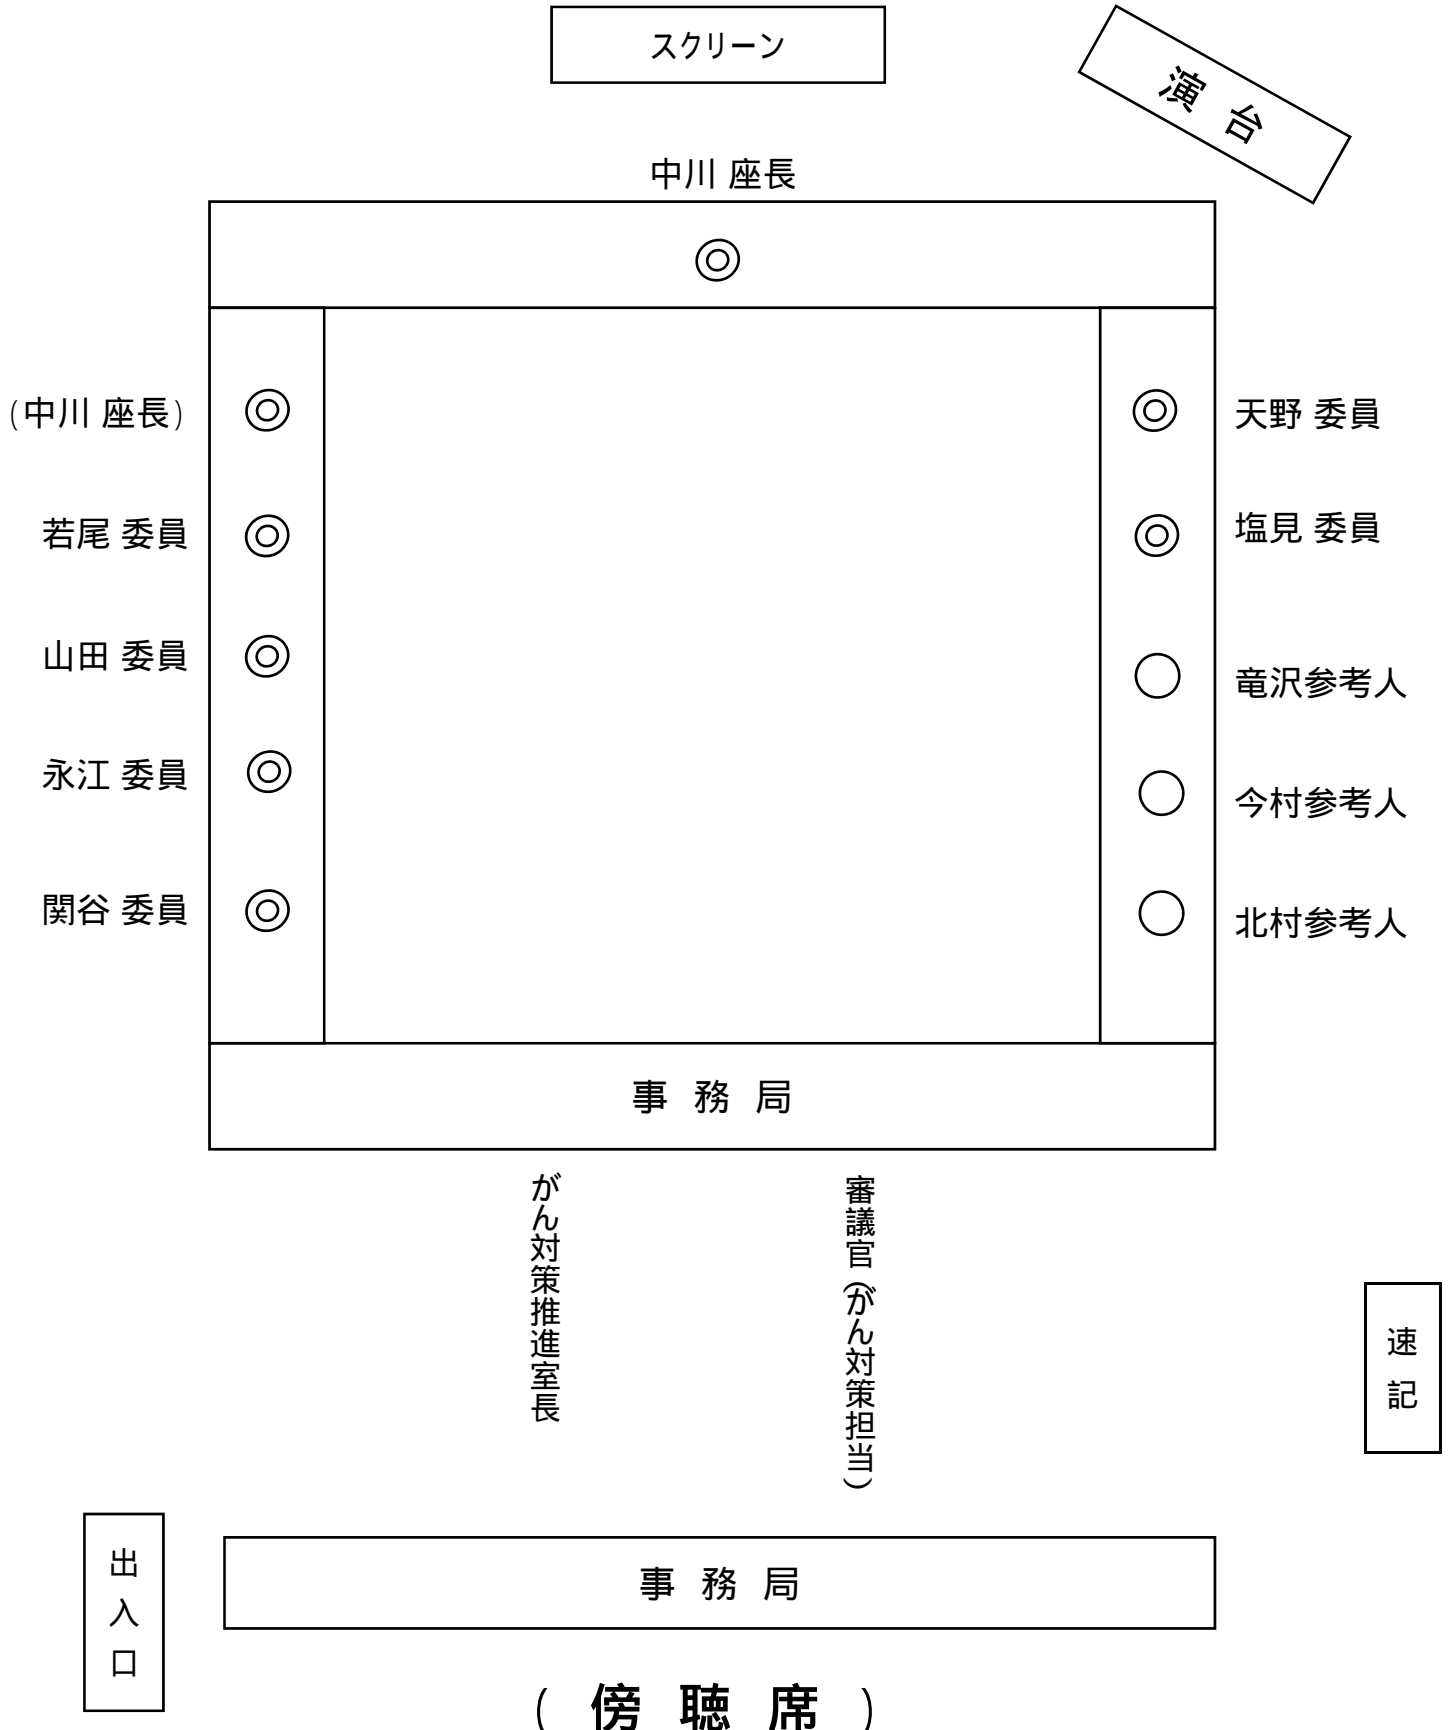 スクリーン
演台
中川 座長
(中川 座長)
天野 委員
若尾 委員
塩見 委員
山田 委員
竜沢参考人
永江 委員
今村参考人
関谷 委員
北村参考人
事 務 局
がん対策推進室長
審議官(がん対策担当)
速記
出入口
事 務 局
( 傍 聴 席 )